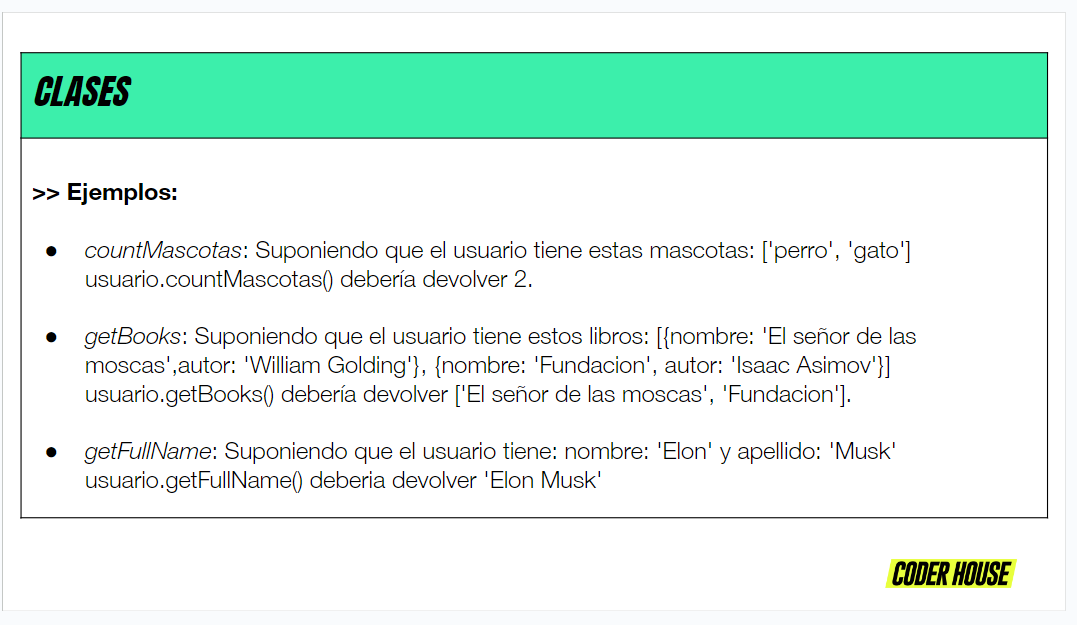 CLASES
>> Ejemplos:
● countMascotas: Suponiendo que el usuario tiene estas mascotas: ['perro', 'gato']
usuario.countMascotas() debería devolver 2.
● getBooks: Suponiendo que el usuario tiene estos libros: [{nombre: 'El señor de las
moscas',autor: 'William Golding'}, {nombre: 'Fundacion', autor: 'Isaac Asimov'}]
usuario.getBooks() debería devolver ['El señor de las moscas', 'Fundacion'].
● getFullName: Suponiendo que el usuario tiene: nombre: 'Elon' y apellido: 'Musk'
usuario.getFullName() deberia devolver 'Elon Musk'
CODER HOUSE